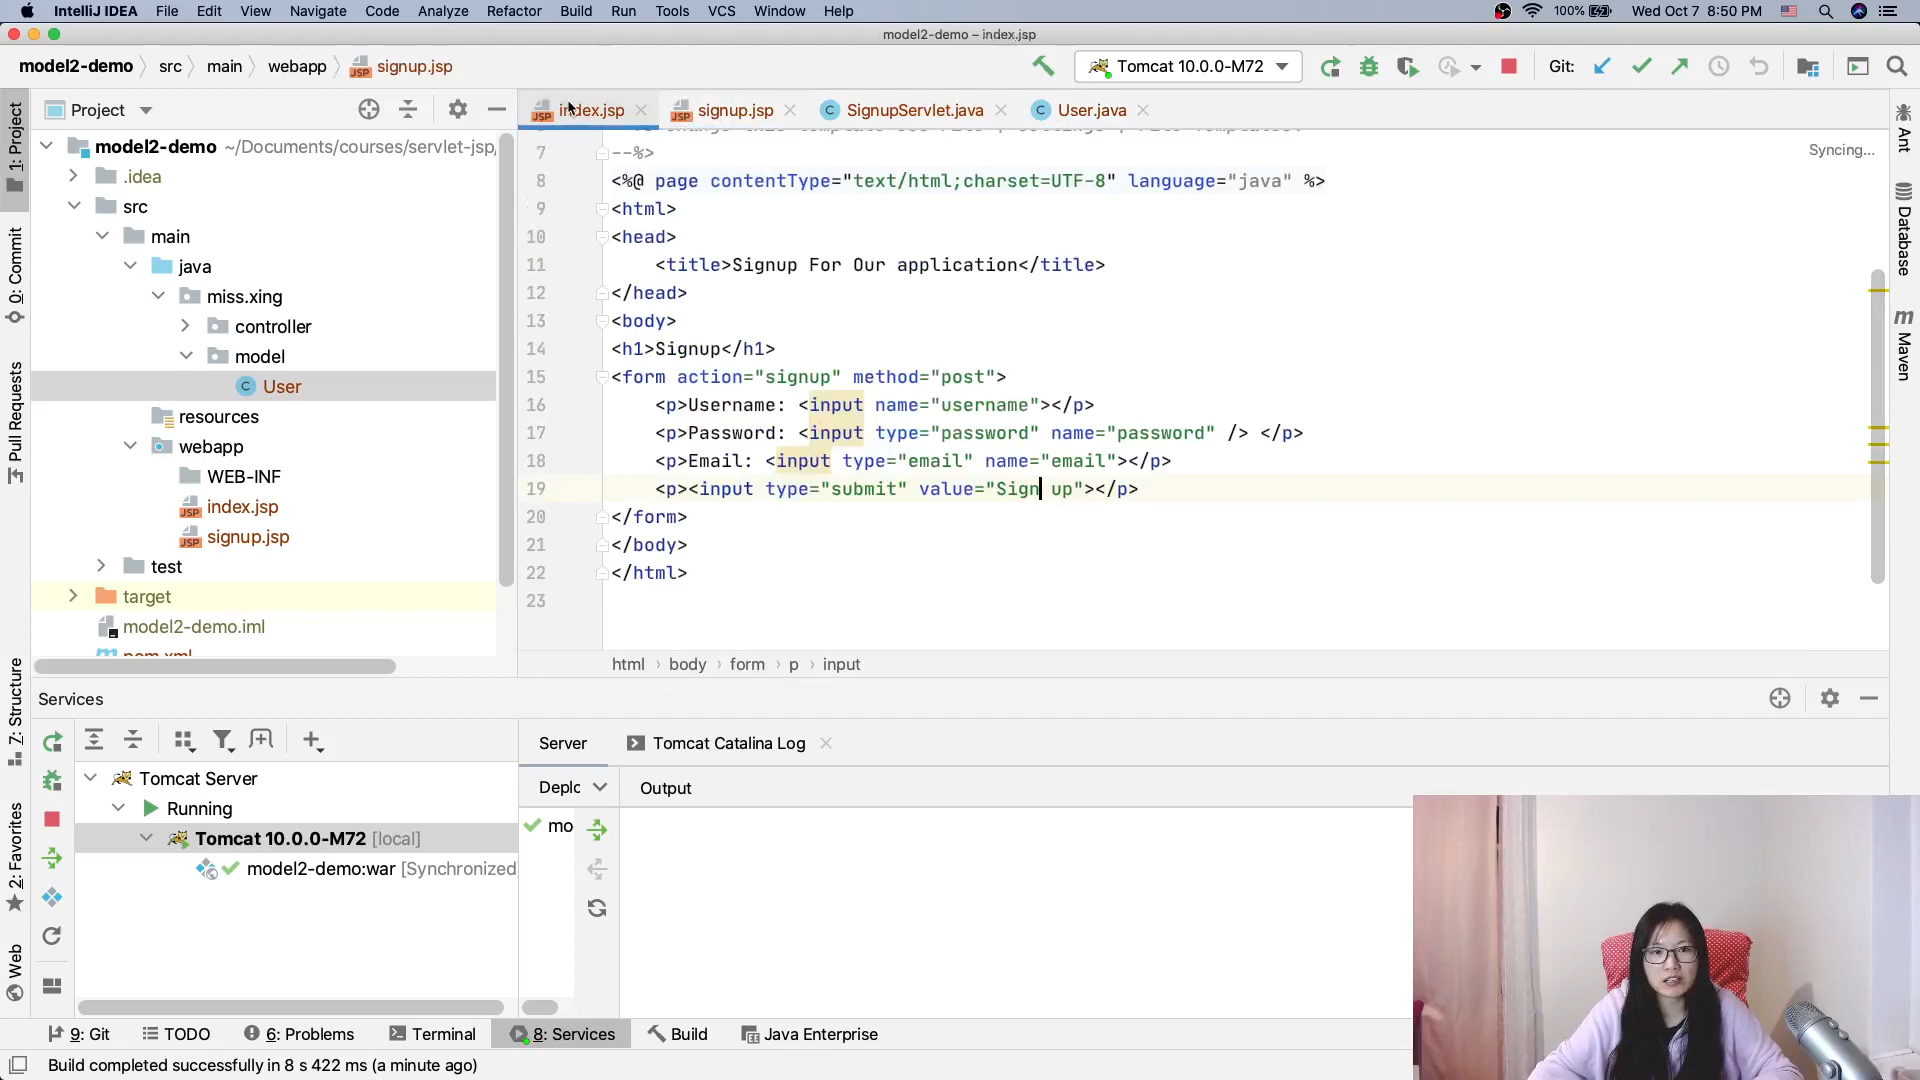 IntelliJ IDEA File Edit View Navigate Code Analyze Refactor Build Run Tools VCS Window Help 100% Wed Oct 7 8:50 PM
model2-demo – index.jsp
model2-demo src main webapp signup.jsp Tomcat 10.0.0-M72 Git:
Project index.jsp signup.jsp SignupServlet.java User.java
model2-demo ~/Documents/courses/servlet-jsp/
.idea
src
main
java
miss.xing
controller
model
User
resources
webapp
WEB-INF
index.jsp
signup.jsp
test
target
model2-demo.iml
pom.xml
1: Project
0: Commit
Pull Requests
Z: Structure
2: Favorites
Web
7 --%>
8 <%@ page contentType="text/html;charset=UTF-8" language="java" %>
9 <html>
10 <head>
11 <title>Signup For Our application</title>
12 </head>
13 <body>
14 <h1>Signup</h1>
15 <form action="signup" method="post">
16 <p>Username: <input name="username"></p>
17 <p>Password: <input type="password" name="password" /> </p>
18 <p>Email: <input type="email" name="email"></p>
19 <p><input type="submit" value="Sign up"></p>
20 </form>
21 </body>
22 </html>
23
Syncing...
html › body › form › p › input
Ant
Database
Maven
Services
Tomcat Server
Running
Tomcat 10.0.0-M72 [local]
model2-demo:war [Synchronized
Server Tomcat Catalina Log
Deplc Output
mo
9: Git TODO 6: Problems Terminal 8: Services Build Java Enterprise
Build completed successfully in 8 s 422 ms (a minute ago)